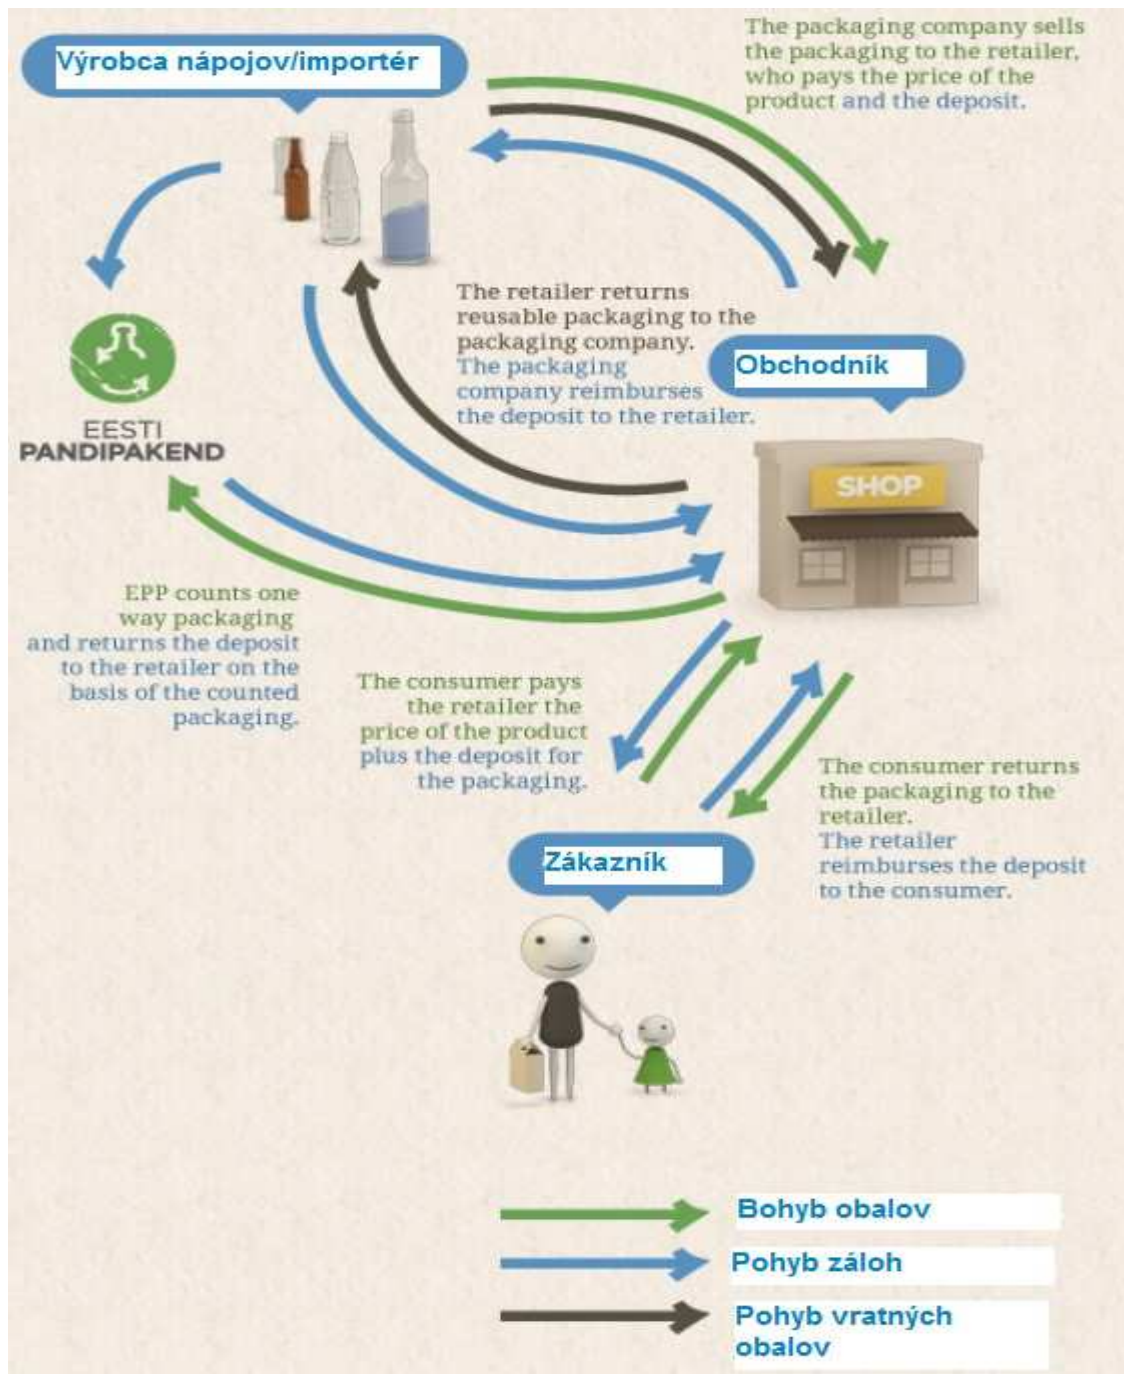 The packaging company sells
the packaging to the retailer,
who pays the price of the
product and the deposit.
Výrobca nápojov/importér
The retailer returns
reusable packaging to the
packaging company.
The packaging
company reimburses
the deposit to the retailer.
Obchodník
EESTI
PANDIPAKEND
SHOP
EPP counts one
way packaging
and returns the deposit
to the retailer on the
basis of the counted
packaging.
The consumer pays
the retailer the
price of the product
plus the deposit for
the packaging.
The consumer returns
the packaging to the
retailer.
The retailer
reimburses the deposit
to the consumer.
Zákazník
Bohyb obalov
Pohyb záloh
Pohyb vratných
obalov